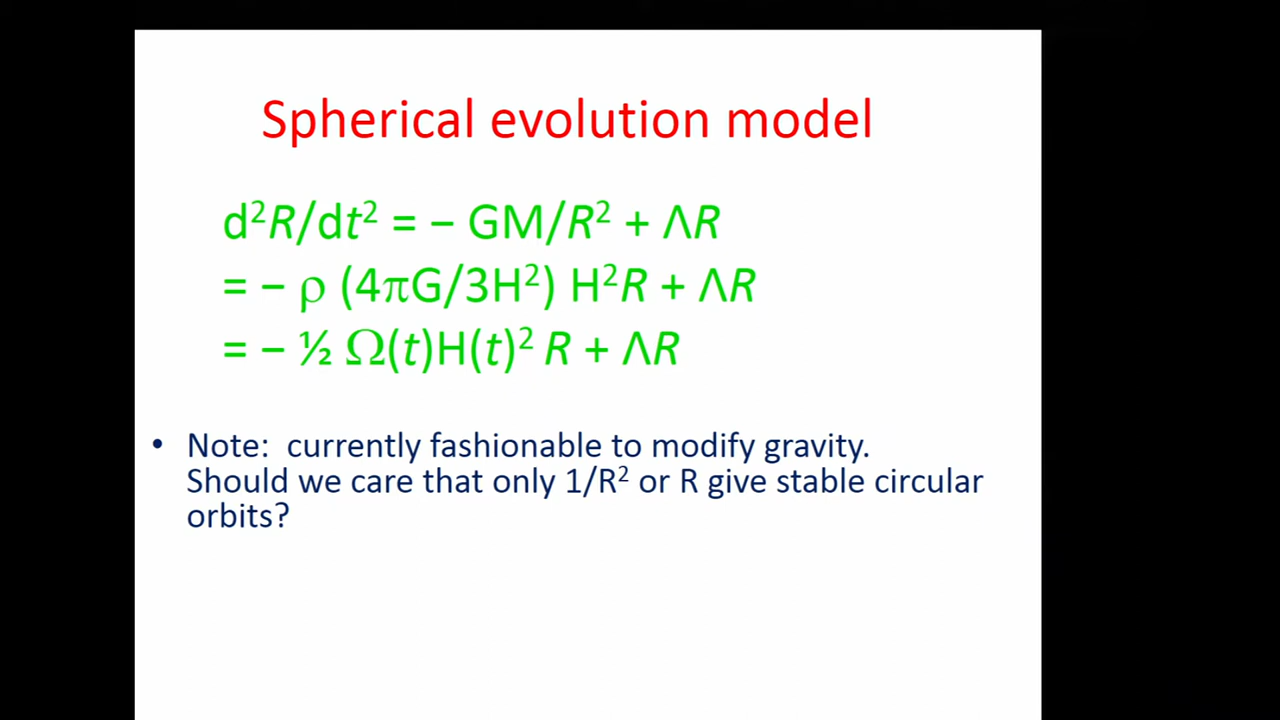 Spherical evolution model
d²R/dt² = − GM/R² + ΛR
= − ρ (4πG/3H²) H²R + ΛR
= − ½ Ω(t)H(t)² R + ΛR
• Note: currently fashionable to modify gravity.
Should we care that only 1/R² or R give stable circular
orbits?